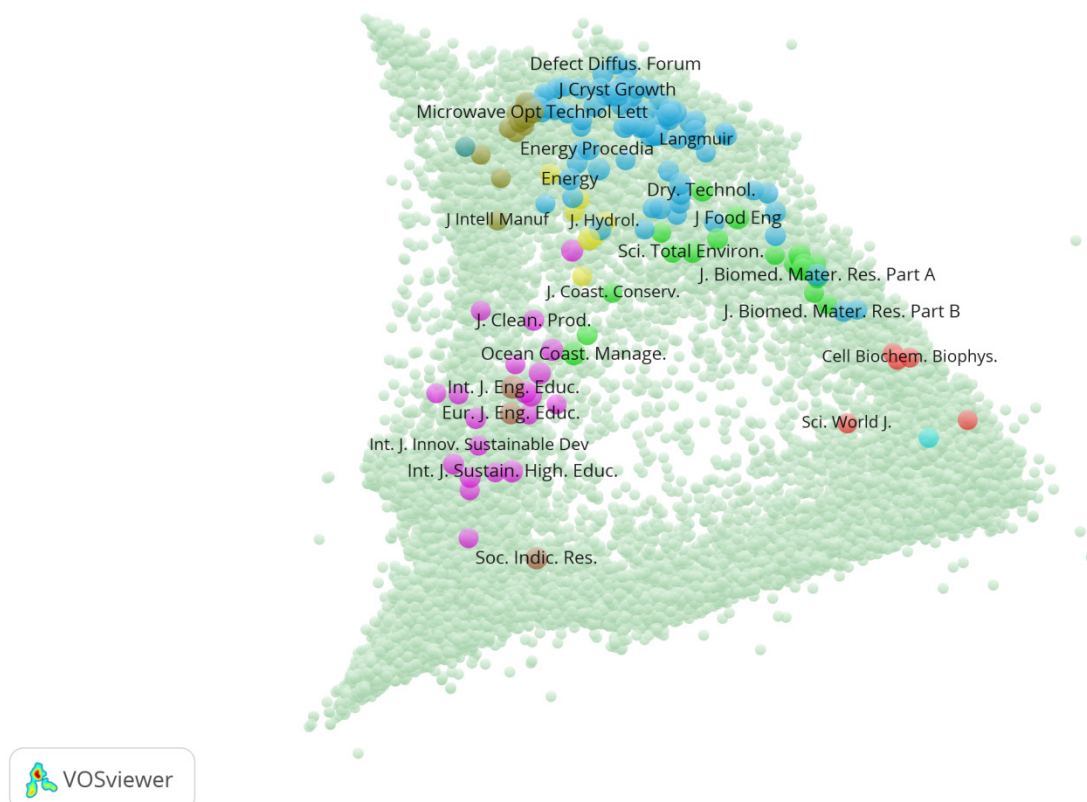 Defect Diffus. Forum
J Cryst Growth
Microwave Opt Technol Lett
Langmuir
Energy Procedia
Energy
Dry. Technol.
J Intell Manuf
J. Hydrol.
J Food Eng
Sci. Total Environ.
J. Biomed. Mater. Res. Part A
J. Coast. Conserv.
J. Biomed. Mater. Res. Part B
J. Clean. Prod.
Ocean Coast. Manage.
Cell Biochem. Biophys.
Int. J. Eng. Educ.
Eur. J. Eng. Educ.
Sci. World J.
Int. J. Innov. Sustainable Dev
Int. J. Sustain. High. Educ.
Soc. Indic. Res.
VOSviewer